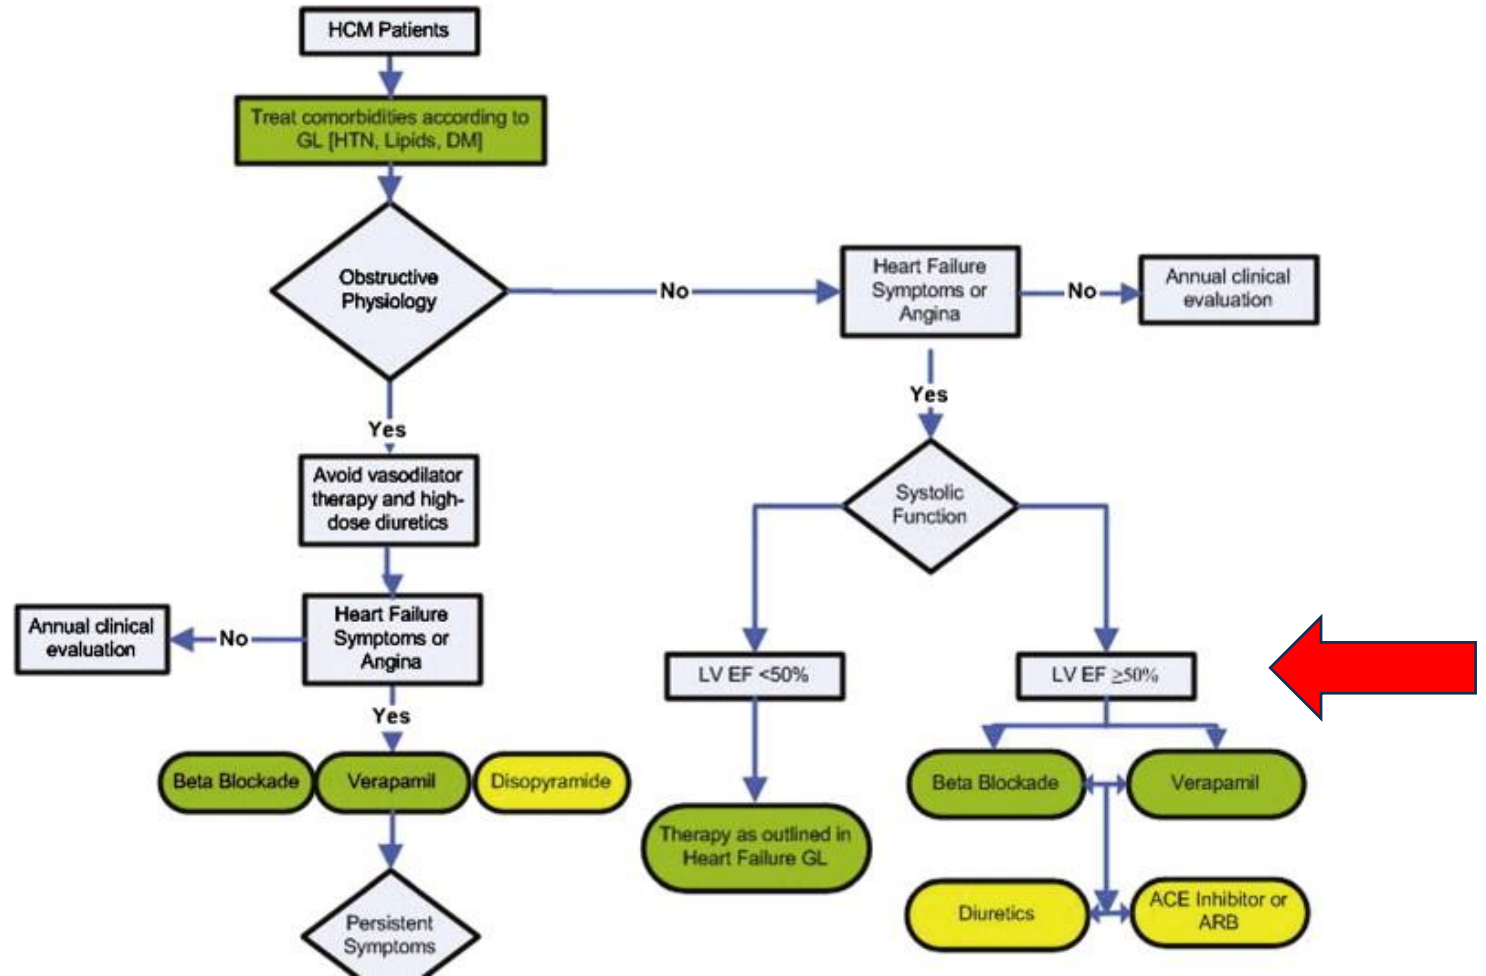 HCM Patients
Treat comorbidities according to
GL [HTN, Lipids, DM]
Obstructive
Physiology
No
Heart Failure
Symptoms or
Angina
No
Annual clinical
evaluation
Yes
Yes
Avoid vasodilator
therapy and high-
dose diuretics
Systolic
Function
Annual clinical
evaluation
No
Heart Failure
Symptoms or
Angina
LV EF <50%
LV EF ≥50%
Yes
Beta Blockade
Verapamil
Disopyramide
Beta Blockade
Verapamil
Therapy as outlined in
Heart Failure GL
Persistent
Symptoms
Diuretics
ACE Inhibitor or
ARB